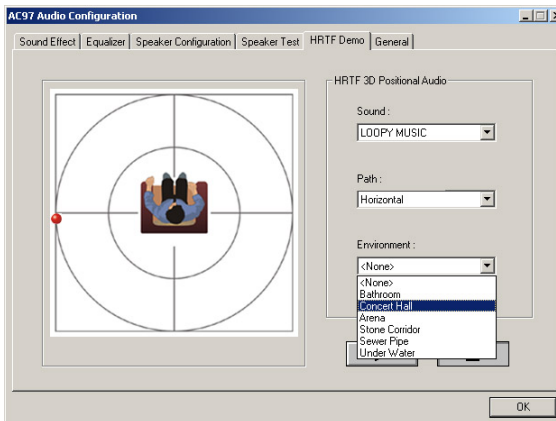 AC97 Audio Configuration
Sound Effect Equalizer Speaker Configuration Speaker Test HRTF Demo General
HRTF 3D Positional Audio
Sound :
LOOPY MUSIC
Path :
Horizontal
Environment :
<None>
<None>
Bathroom
Concert Hall
Arena
Stone Corridor
Sewer Pipe
Under Water
OK